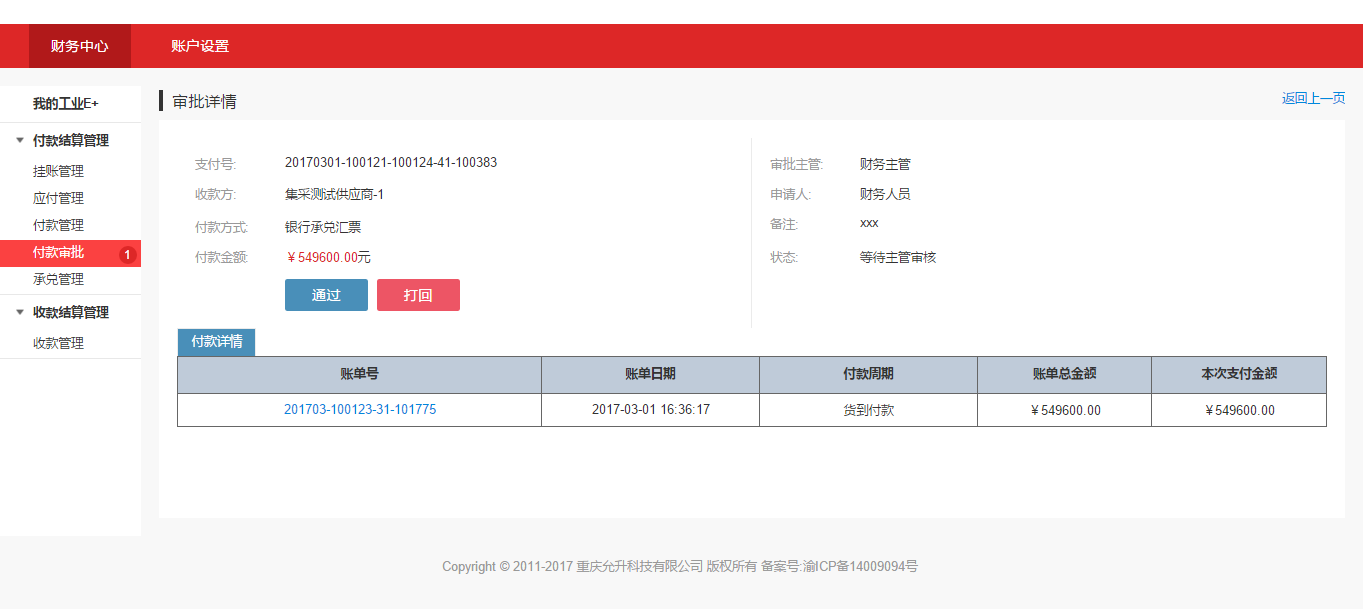 财务中心 账户设置
我的工业E+
付款结算管理
挂账管理
应付管理
付款管理
付款审批 1
承兑管理
收款结算管理
收款管理
审批详情 返回上一页
支付号: 20170301-100121-100124-41-100383
收款方: 集采测试供应商-1
付款方式: 银行承兑汇票
付款金额: ￥549600.00元
通过 打回
审批主管: 财务主管
申请人: 财务人员
备注: xxx
状态: 等待主管审核
付款详情
账单号 账单日期 付款周期 账单总金额 本次支付金额
201703-100123-31-101775 2017-03-01 16:36:17 货到付款 ￥549600.00 ￥549600.00
Copyright © 2011-2017 重庆允升科技有限公司 版权所有 备案号:渝ICP备14009094号